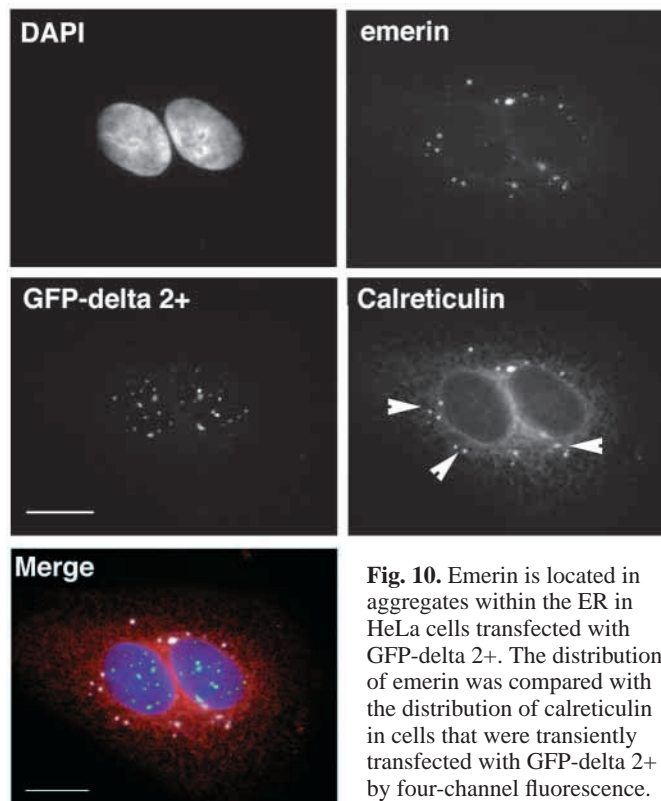 DAPI
emerin
GFP-delta 2+
Calreticulin
Merge
Fig. 10. Emerin is located in
aggregates within the ER in
HeLa cells transfected with
GFP-delta 2+. The distribution
of emerin was compared with
the distribution of calreticulin
in cells that were transiently
transfected with GFP-delta 2+
by four-channel fluorescence.